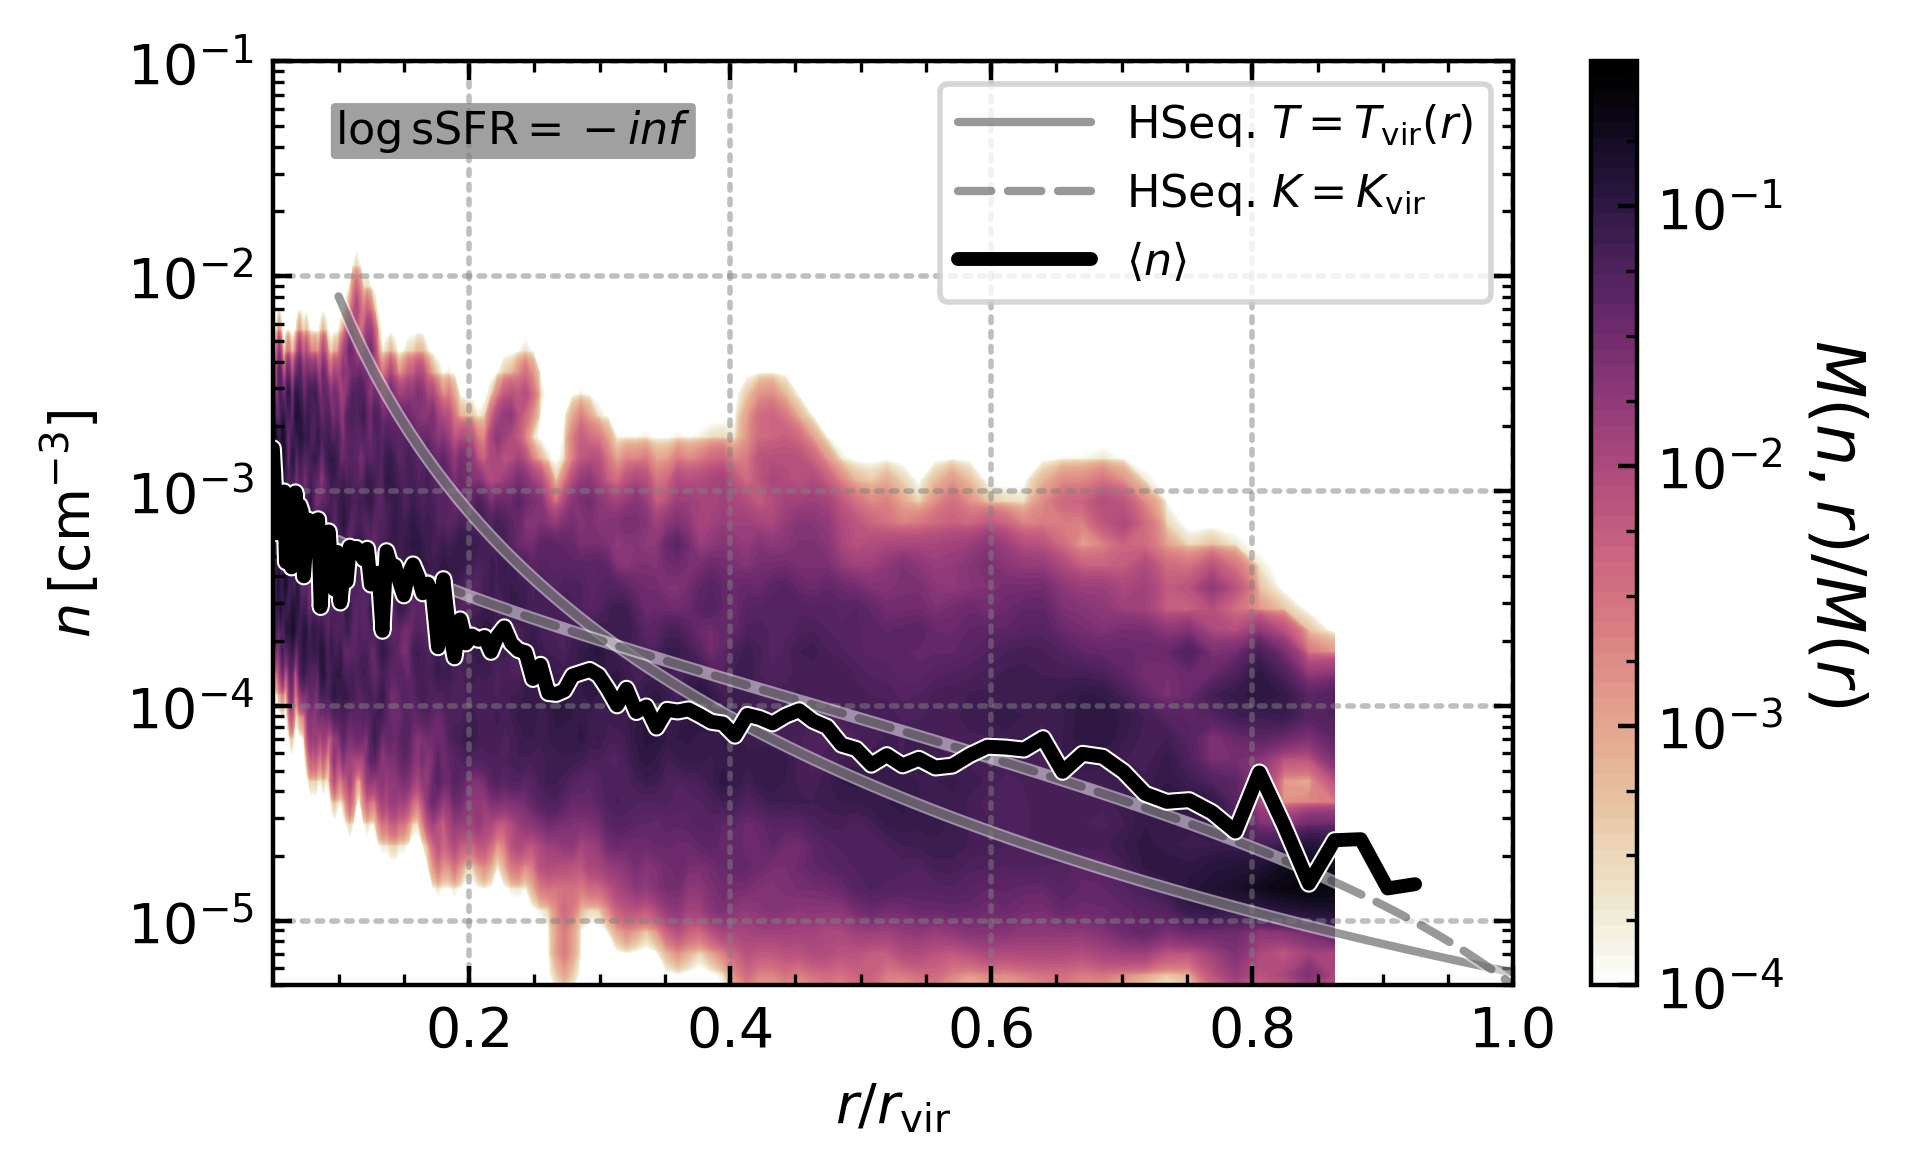 log sSFR = −inf
HSeq. T = T_vir(r)
HSeq. K = K_vir
⟨n⟩
10⁻¹
10⁻²
10⁻³
10⁻⁴
10⁻⁵
n [cm⁻³]
0.2 0.4 0.6 0.8 1.0
r/r_vir
10⁻¹
10⁻²
10⁻³
10⁻⁴
M(n, r)/M(r)